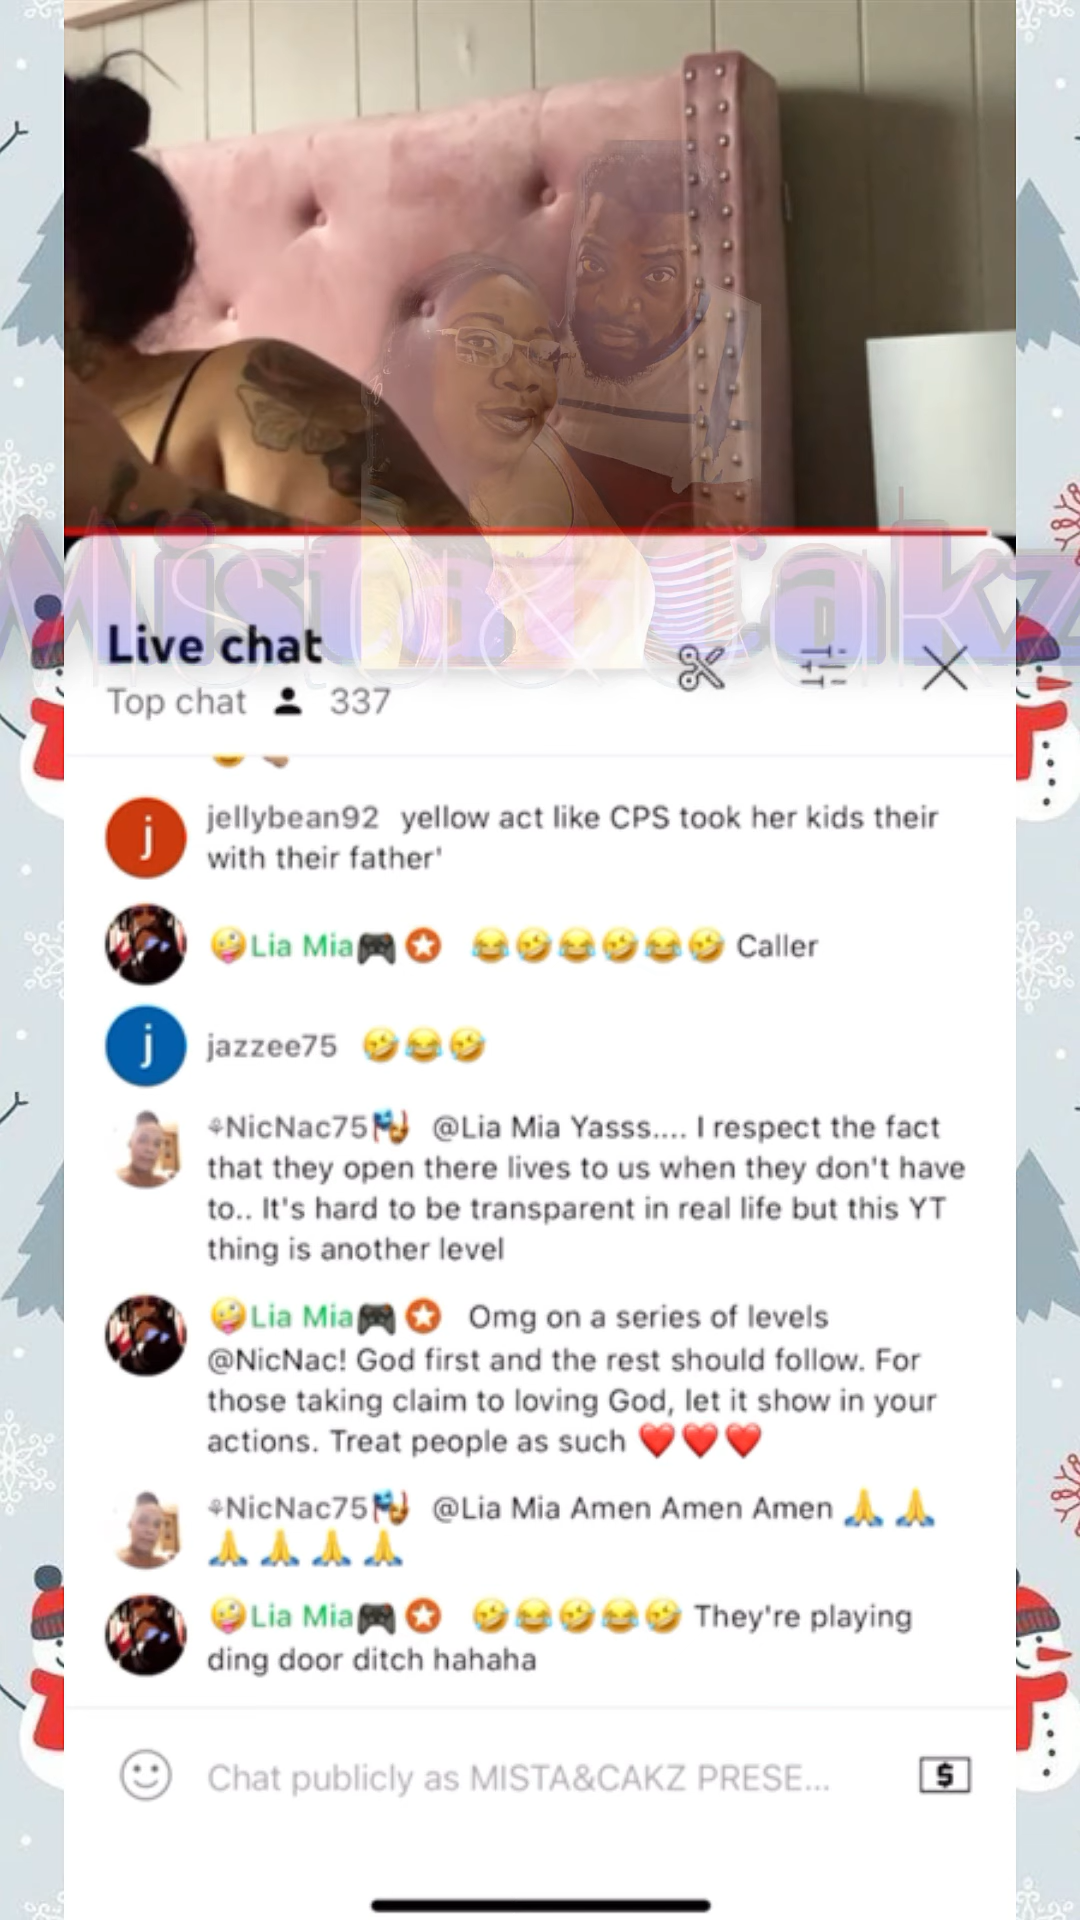 Mista&Cakz
Live chat
Top chat 337
jellybean92 yellow act like CPS took her kids their
with their father'
🤪Lia Mia🎮 😂🤣😂🤣😂🤣 Caller
j
jazzee75 🤣😂🤣
⚘NicNac75🎭 @Lia Mia Yasss.... I respect the fact
that they open there lives to us when they don't have
to.. It's hard to be transparent in real life but this YT
thing is another level
🤪Lia Mia🎮 Omg on a series of levels
@NicNac! God first and the rest should follow. For
those taking claim to loving God, let it show in your
actions. Treat people as such ❤️❤️❤️
⚘NicNac75🎭 @Lia Mia Amen Amen Amen 🙏🙏
🙏🙏🙏🙏
🤪Lia Mia🎮 🤣😂🤣😂🤣 They're playing
ding door ditch hahaha
Chat publicly as MISTA&CAKZ PRESE... $